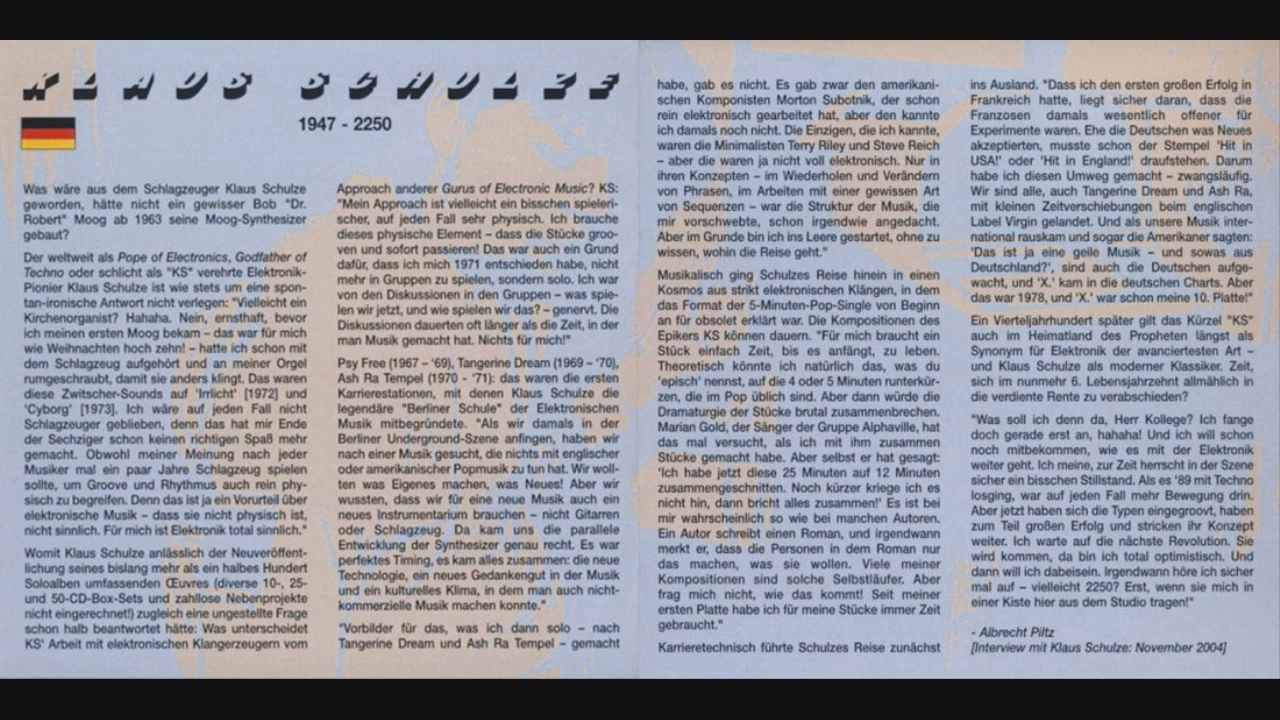 KLAUS SCHULZE
1947 - 2250
Was wäre aus dem Schlagzeuger Klaus Schulze
geworden, hätte nicht ein gewisser Bob "Dr.
Robert" Moog ab 1963 seine Moog-Synthesizer
gebaut?
Der weltweit als Pope of Electronics, Godfather of
Techno oder schlicht als "KS" verehrte Elektronik-
Pionier Klaus Schulze ist wie stets um eine spon-
tan-ironische Antwort nicht verlegen: "Vielleicht ein
Kirchenorganist? Hahaha. Nein, ernsthaft, bevor
ich meinen ersten Moog bekam – das war für mich
wie Weihnachten hoch zehn! – hatte ich schon mit
dem Schlagzeug aufgehört und an meiner Orgel
rumgeschraubt, damit sie anders klingt. Das waren
diese Zwitscher-Sounds auf 'Irrlicht' [1972] und
'Cyborg' [1973]. Ich wäre auf jeden Fall nicht
Schlagzeuger geblieben, denn das hat mir Ende
der Sechziger schon keinen richtigen Spaß mehr
gemacht. Obwohl meiner Meinung nach jeder
Musiker mal ein paar Jahre Schlagzeug spielen
sollte, um Groove und Rhythmus auch rein phy-
sisch zu begreifen. Denn das ist ja ein Vorurteil über
elektronische Musik – dass sie nicht physisch ist,
nicht sinnlich. Für mich ist Elektronik total sinnlich."
Womit Klaus Schulze anlässlich der Neuveröffent-
lichung seines bislang mehr als ein halbes Hundert
Soloalben umfassenden Œuvres (diverse 10-, 25-
und 50-CD-Box-Sets und zahllose Nebenprojekte
nicht eingerechnet!) zugleich eine ungestellte Frage
schon halb beantwortet hätte: Was unterscheidet
KS' Arbeit mit elektronischen Klangerzeugern vom
Approach anderer Gurus of Electronic Music? KS:
"Mein Approach ist vielleicht ein bisschen spieleri-
scher, auf jeden Fall sehr physisch. Ich brauche
dieses physische Element – dass die Stücke groo-
ven und sofort passieren! Das war auch ein Grund
dafür, dass ich mich 1971 entschieden habe, nicht
mehr in Gruppen zu spielen, sondern solo. Ich war
von den Diskussionen in den Gruppen – was spie-
len wir jetzt, und wie spielen wir das? – genervt. Die
Diskussionen dauerten oft länger als die Zeit, in der
man Musik gemacht hat. Nichts für mich!"
Psy Free (1967 – '69), Tangerine Dream (1969 – '70),
Ash Ra Tempel (1970 - '71): das waren die ersten
Karrierestationen, mit denen Klaus Schulze die
legendäre "Berliner Schule" der Elektronischen
Musik mitbegründete. "Als wir damals in der
Berliner Underground-Szene anfingen, haben wir
nach einer Musik gesucht, die nichts mit englischer
oder amerikanischer Popmusik zu tun hat. Wir woll-
ten was Eigenes machen, was Neues! Aber wir
wussten, dass wir für eine neue Musik auch ein
neues Instrumentarium brauchen – nicht Gitarren
oder Schlagzeug. Da kam uns die parallele
Entwicklung der Synthesizer genau recht. Es war
perfektes Timing, es kam alles zusammen: die neue
Technologie, ein neues Gedankengut in der Musik
und ein kulturelles Klima, in dem man auch nicht-
kommerzielle Musik machen konnte."
"Vorbilder für das, was ich dann solo – nach
Tangerine Dream und Ash Ra Tempel – gemacht
habe, gab es nicht. Es gab zwar den amerikani-
schen Komponisten Morton Subotnik, der schon
rein elektronisch gearbeitet hat, aber den kannte
ich damals noch nicht. Die Einzigen, die ich kannte,
waren die Minimalisten Terry Riley und Steve Reich
– aber die waren ja nicht voll elektronisch. Nur in
ihren Konzepten – im Wiederholen und Verändern
von Phrasen, im Arbeiten mit einer gewissen Art
von Sequenzen – war die Struktur der Musik, die
mir vorschwebte, schon irgendwie angedacht.
Aber im Grunde bin ich ins Leere gestartet, ohne zu
wissen, wohin die Reise geht."
Musikalisch ging Schulzes Reise hinein in einen
Kosmos aus strikt elektronischen Klängen, in dem
das Format der 5-Minuten-Pop-Single von Beginn
an für obsolet erklärt war. Die Kompositionen des
Epikers KS können dauern. "Für mich braucht ein
Stück einfach Zeit, bis es anfängt, zu leben.
Theoretisch könnte ich natürlich das, was du
'episch' nennst, auf die 4 oder 5 Minuten runterkür-
zen, die im Pop üblich sind. Aber dann würde die
Dramaturgie der Stücke brutal zusammenbrechen.
Marian Gold, der Sänger der Gruppe Alphaville, hat
das mal versucht, als ich mit ihm zusammen
Stücke gemacht habe. Aber selbst er hat gesagt:
'Ich habe jetzt diese 25 Minuten auf 12 Minuten
zusammengeschnitten. Noch kürzer kriege ich es
nicht hin, dann bricht alles zusammen!' Es ist bei
mir wahrscheinlich so wie bei manchen Autoren.
Ein Autor schreibt einen Roman, und irgendwann
merkt er, dass die Personen in dem Roman nur
das machen, was sie wollen. Viele meiner
Kompositionen sind solche Selbstläufer. Aber
frag mich nicht, wie das kommt! Seit meiner
ersten Platte habe ich für meine Stücke immer Zeit
gebraucht."
Karrieretechnisch führte Schulzes Reise zunächst
ins Ausland. "Dass ich den ersten großen Erfolg in
Frankreich hatte, liegt sicher daran, dass die
Franzosen damals wesentlich offener für
Experimente waren. Ehe die Deutschen was Neues
akzeptierten, musste schon der Stempel 'Hit in
USA!' oder 'Hit in England!' draufstehen. Darum
habe ich diesen Umweg gemacht – zwangsläufig.
Wir sind alle, auch Tangerine Dream und Ash Ra,
mit kleinen Zeitverschiebungen beim englischen
Label Virgin gelandet. Und als unsere Musik inter-
national rauskam und sogar die Amerikaner sagten:
'Das ist ja eine geile Musik – und sowas aus
Deutschland?', sind auch die Deutschen aufge-
wacht, und 'X.' kam in die deutschen Charts. Aber
das war 1978, und 'X.' war schon meine 10. Platte!"
Ein Vierteljahrhundert später gilt das Kürzel "KS"
auch im Heimatland des Propheten längst als
Synonym für Elektronik der avanciertesten Art –
und Klaus Schulze als moderner Klassiker. Zeit,
sich im nunmehr 6. Lebensjahrzehnt allmählich in
die verdiente Rente zu verabschieden?
"Was soll ich denn da, Herr Kollege? Ich fange
doch gerade erst an, hahaha! Und ich will schon
noch mitbekommen, wie es mit der Elektronik
weiter geht. Ich meine, zur Zeit herrscht in der Szene
sicher ein bisschen Stillstand. Als es '89 mit Techno
losging, war auf jeden Fall mehr Bewegung drin.
Aber jetzt haben sich die Typen eingegroovt, haben
zum Teil großen Erfolg und stricken ihr Konzept
weiter. Ich warte auf die nächste Revolution. Sie
wird kommen, da bin ich total optimistisch. Und
dann will ich dabeisein. Irgendwann höre ich sicher
mal auf – vielleicht 2250? Erst, wenn sie mich in
einer Kiste hier aus dem Studio tragen!"
- Albrecht Piltz
[Interview mit Klaus Schulze: November 2004]